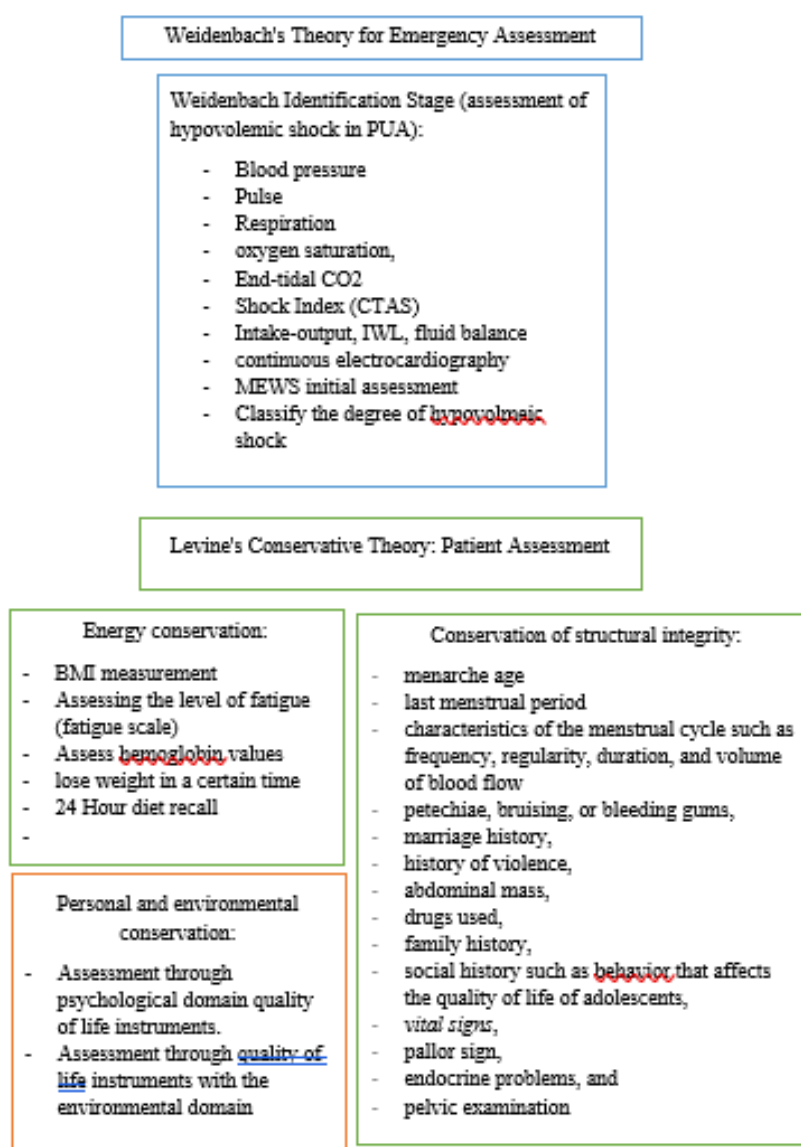 Weidenbach's Theory for Emergency Assessment
Weidenbach Identification Stage (assessment of
hypovolemic shock in PUA):
- Blood pressure
- Pulse
- Respiration
- oxygen saturation,
- End-tidal CO2
- Shock Index (CTAS)
- Intake-output, IWL, fluid balance
- continuous electrocardiography
- MEWS initial assessment
- Classify the degree of hypovolmeic
shock
Levine's Conservative Theory: Patient Assessment
Energy conservation:
- BMI measurement
- Assessing the level of fatigue
(fatigue scale)
- Assess hemoglobin values
- lose weight in a certain time
- 24 Hour diet recall
-
Personal and environmental
conservation:
- Assessment through
psychological domain quality
of life instruments.
- Assessment through quality of
life instruments with the
environmental domain
Conservation of structural integrity:
- menarche age
- last menstrual period
- characteristics of the menstrual cycle such as
frequency, regularity, duration, and volume
of blood flow
- petechiae, bruising, or bleeding gums,
- marriage history,
- history of violence,
- abdominal mass,
- drugs used,
- family history,
- social history such as behavior that affects
the quality of life of adolescents,
- vital signs,
- pallor sign,
- endocrine problems, and
- pelvic examination